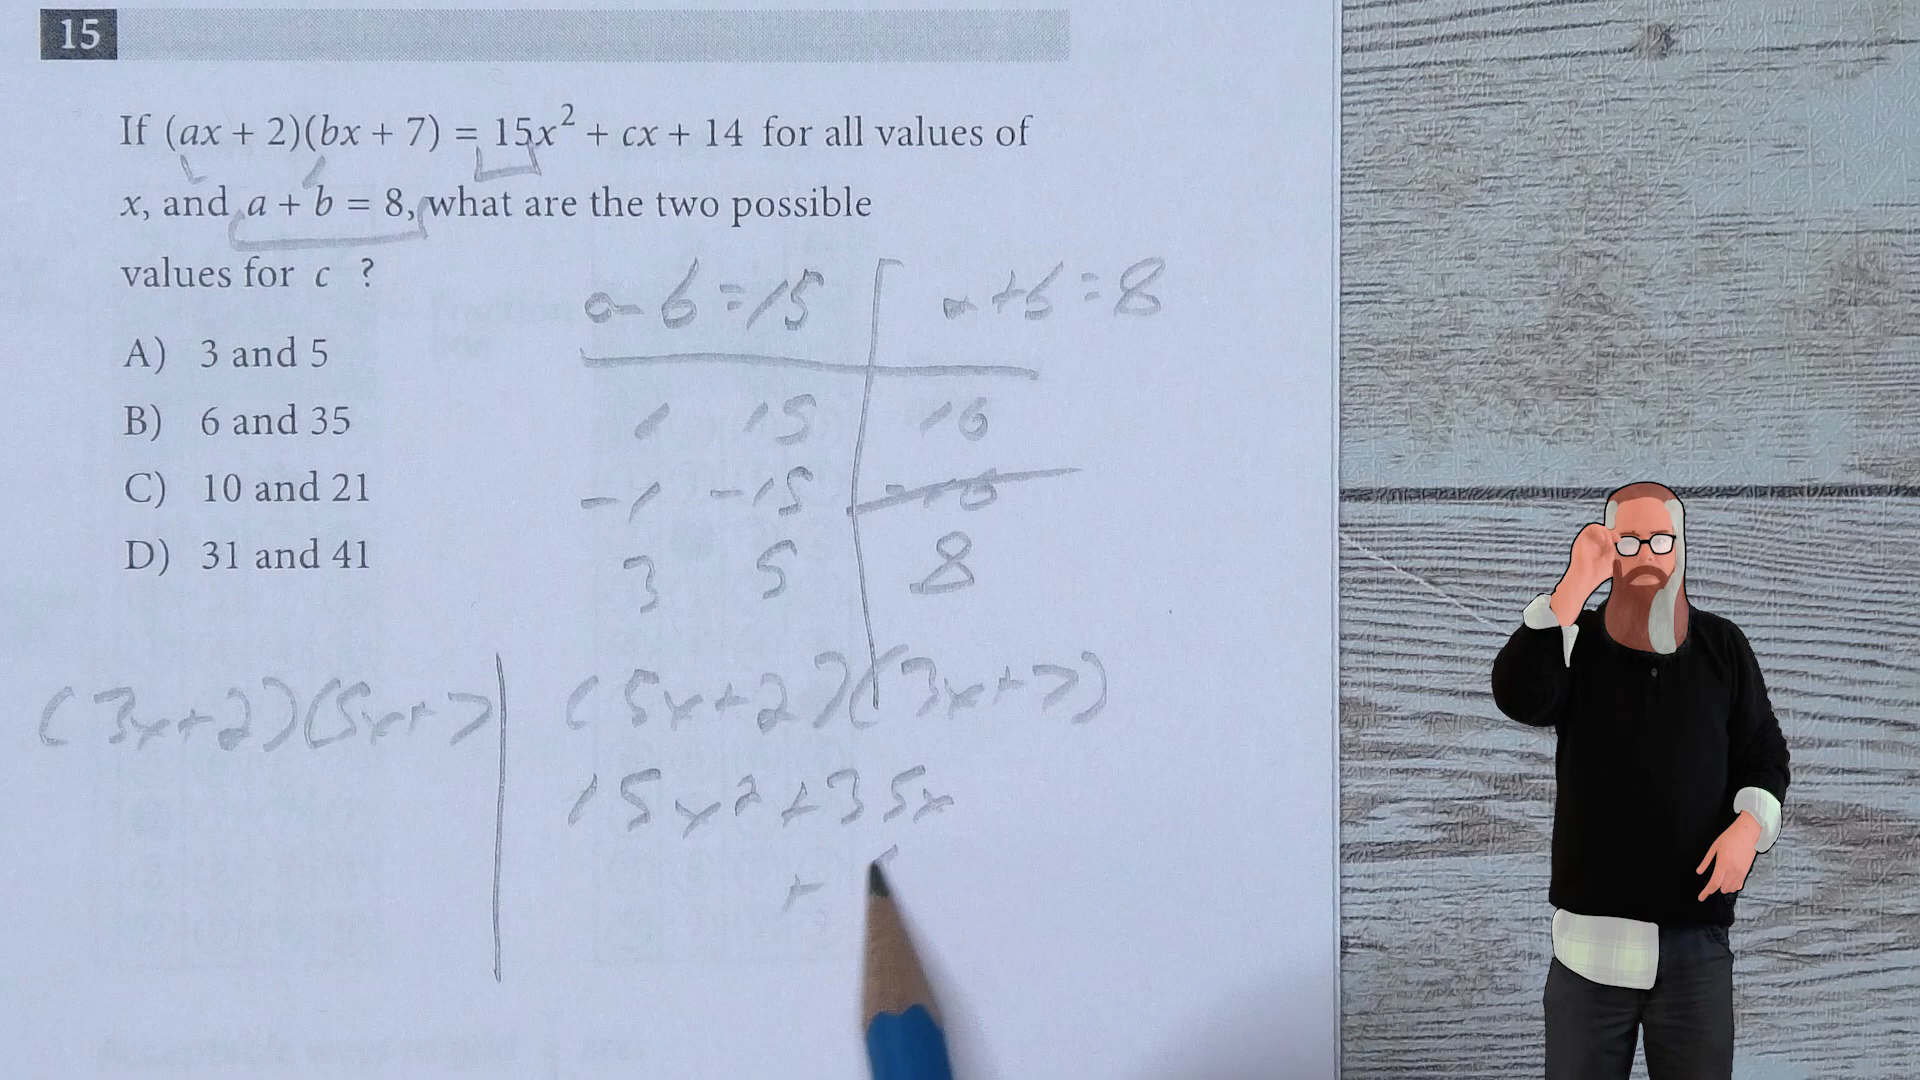 15
If (ax + 2)(bx + 7) = 15x² + cx + 14 for all values of
x, and a + b = 8, what are the two possible
values for c ?
A) 3 and 5
B) 6 and 35
C) 10 and 21
D) 31 and 41
ab=15 a+b=8
1 15 16
-1 -15 -16
3 5 8
(3x+2)(5x+7
(5x+2)(3x+7)
15x²+35x
+